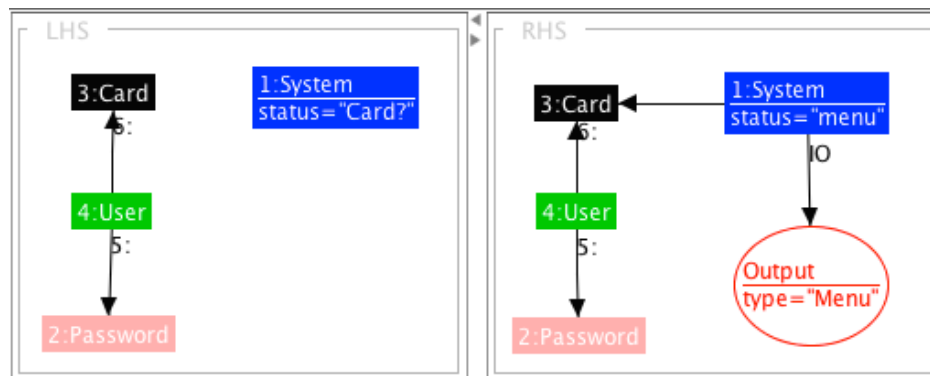 LHS
3:Card
6:
1:System
status="Card?"
4:User
5:
2:Password
RHS
3:Card
6:
1:System
status="menu"
IO
4:User
5:
Output
type="Menu"
2:Password